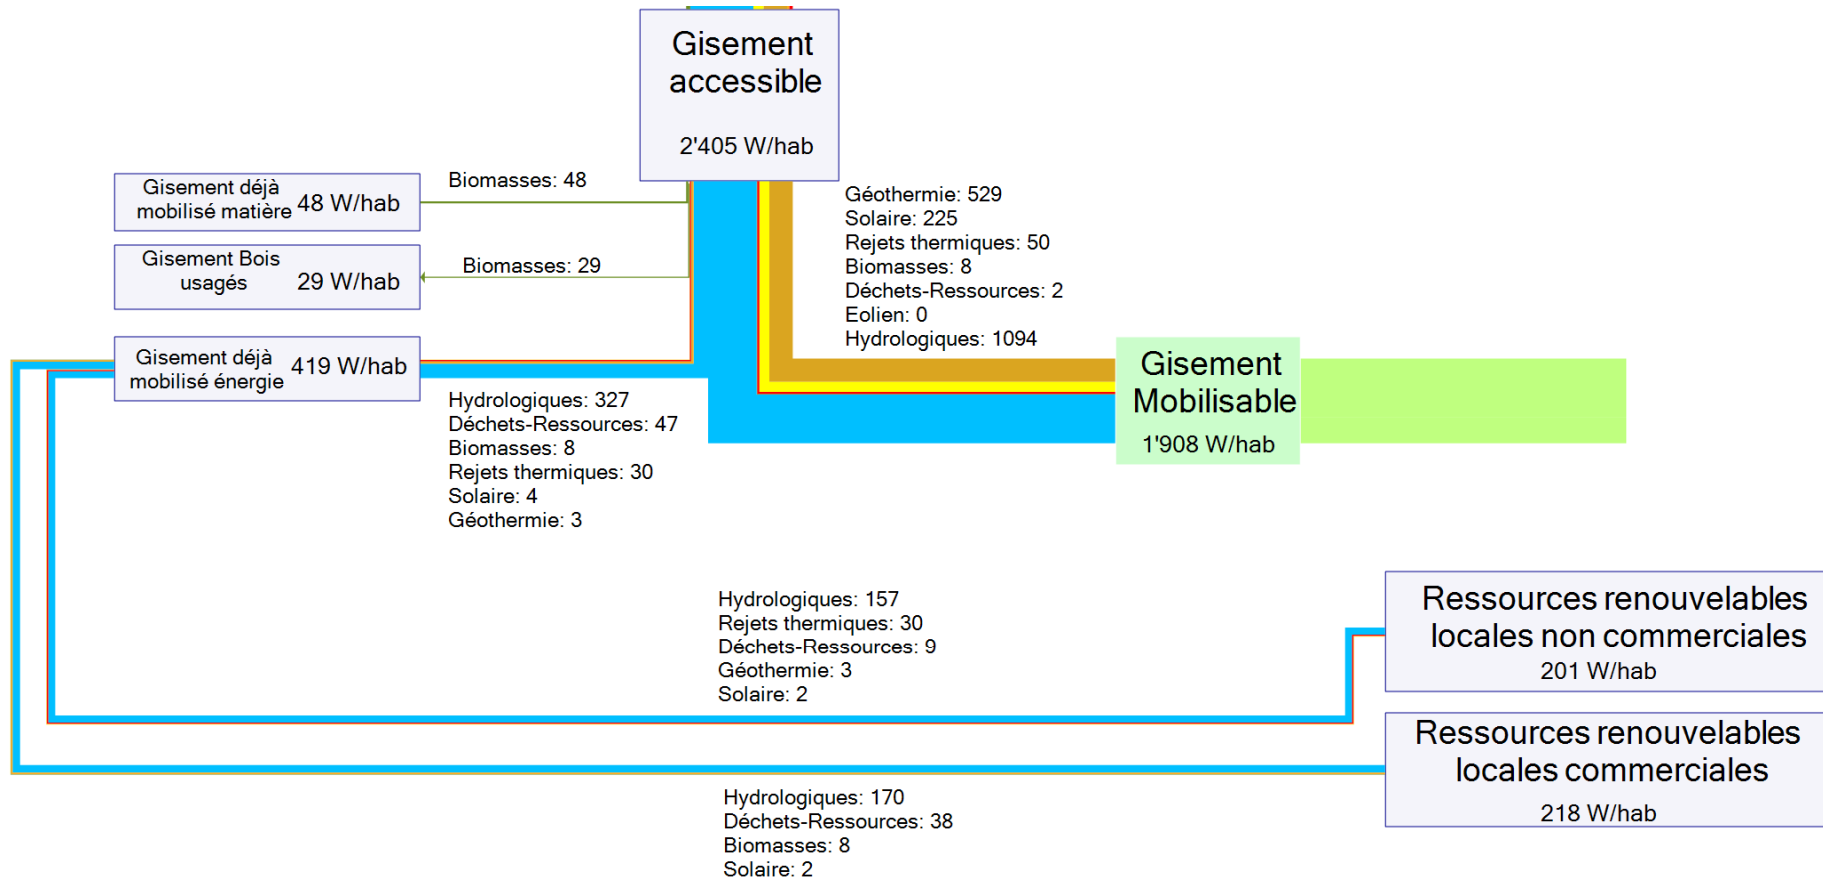 Gisement
accessible
2'405 W/hab
Gisement déjà
mobilisé matière 48 W/hab
Biomasses: 48
Gisement Bois
usagés 29 W/hab
Biomasses: 29
Géothermie: 529
Solaire: 225
Rejets thermiques: 50
Biomasses: 8
Déchets-Ressources: 2
Eolien: 0
Hydrologiques: 1094
Gisement déjà
mobilisé énergie 419 W/hab
Gisement
Mobilisable
1'908 W/hab
Hydrologiques: 327
Déchets-Ressources: 47
Biomasses: 8
Rejets thermiques: 30
Solaire: 4
Géothermie: 3
Hydrologiques: 157
Rejets thermiques: 30
Déchets-Ressources: 9
Géothermie: 3
Solaire: 2
Ressources renouvelables
locales non commerciales
201 W/hab
Ressources renouvelables
locales commerciales
218 W/hab
Hydrologiques: 170
Déchets-Ressources: 38
Biomasses: 8
Solaire: 2